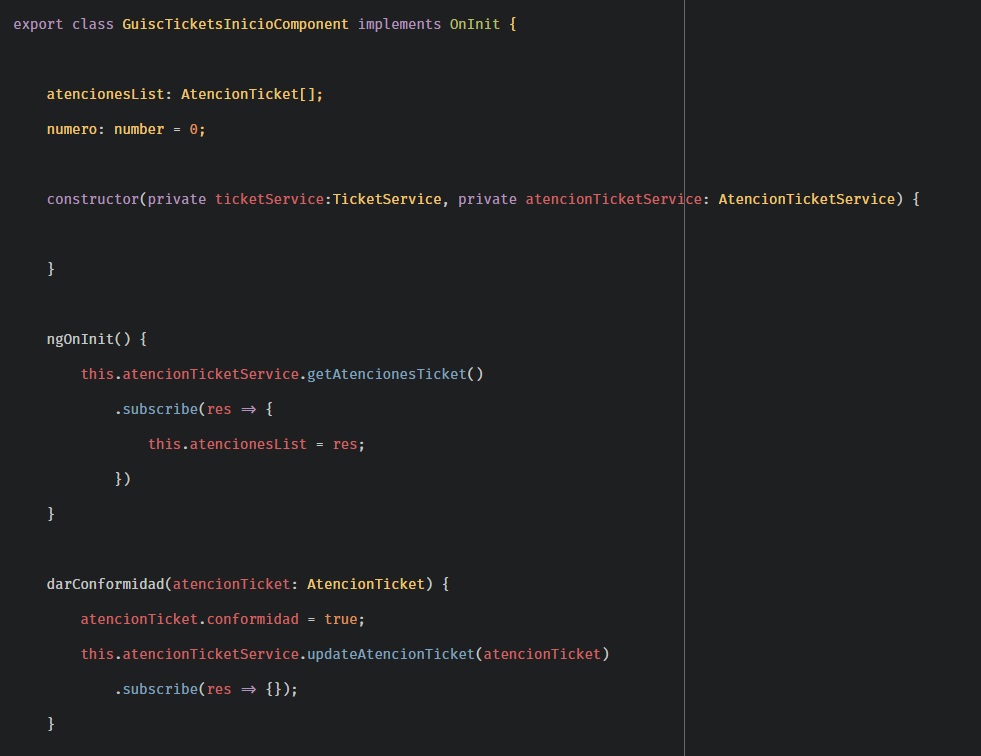 export class GuiscTicketsInicioComponent implements OnInit {
atencionesList: AtencionTicket[];
numero: number = 0;
constructor(private ticketService:TicketService, private atencionTicketService: AtencionTicketService) {
}
ngOnInit() {
this.atencionTicketService.getAtencionesTicket()
.subscribe(res => {
this.atencionesList = res;
})
}
darConformidad(atencionTicket: AtencionTicket) {
atencionTicket.conformidad = true;
this.atencionTicketService.updateAtencionTicket(atencionTicket)
.subscribe(res => {});
}